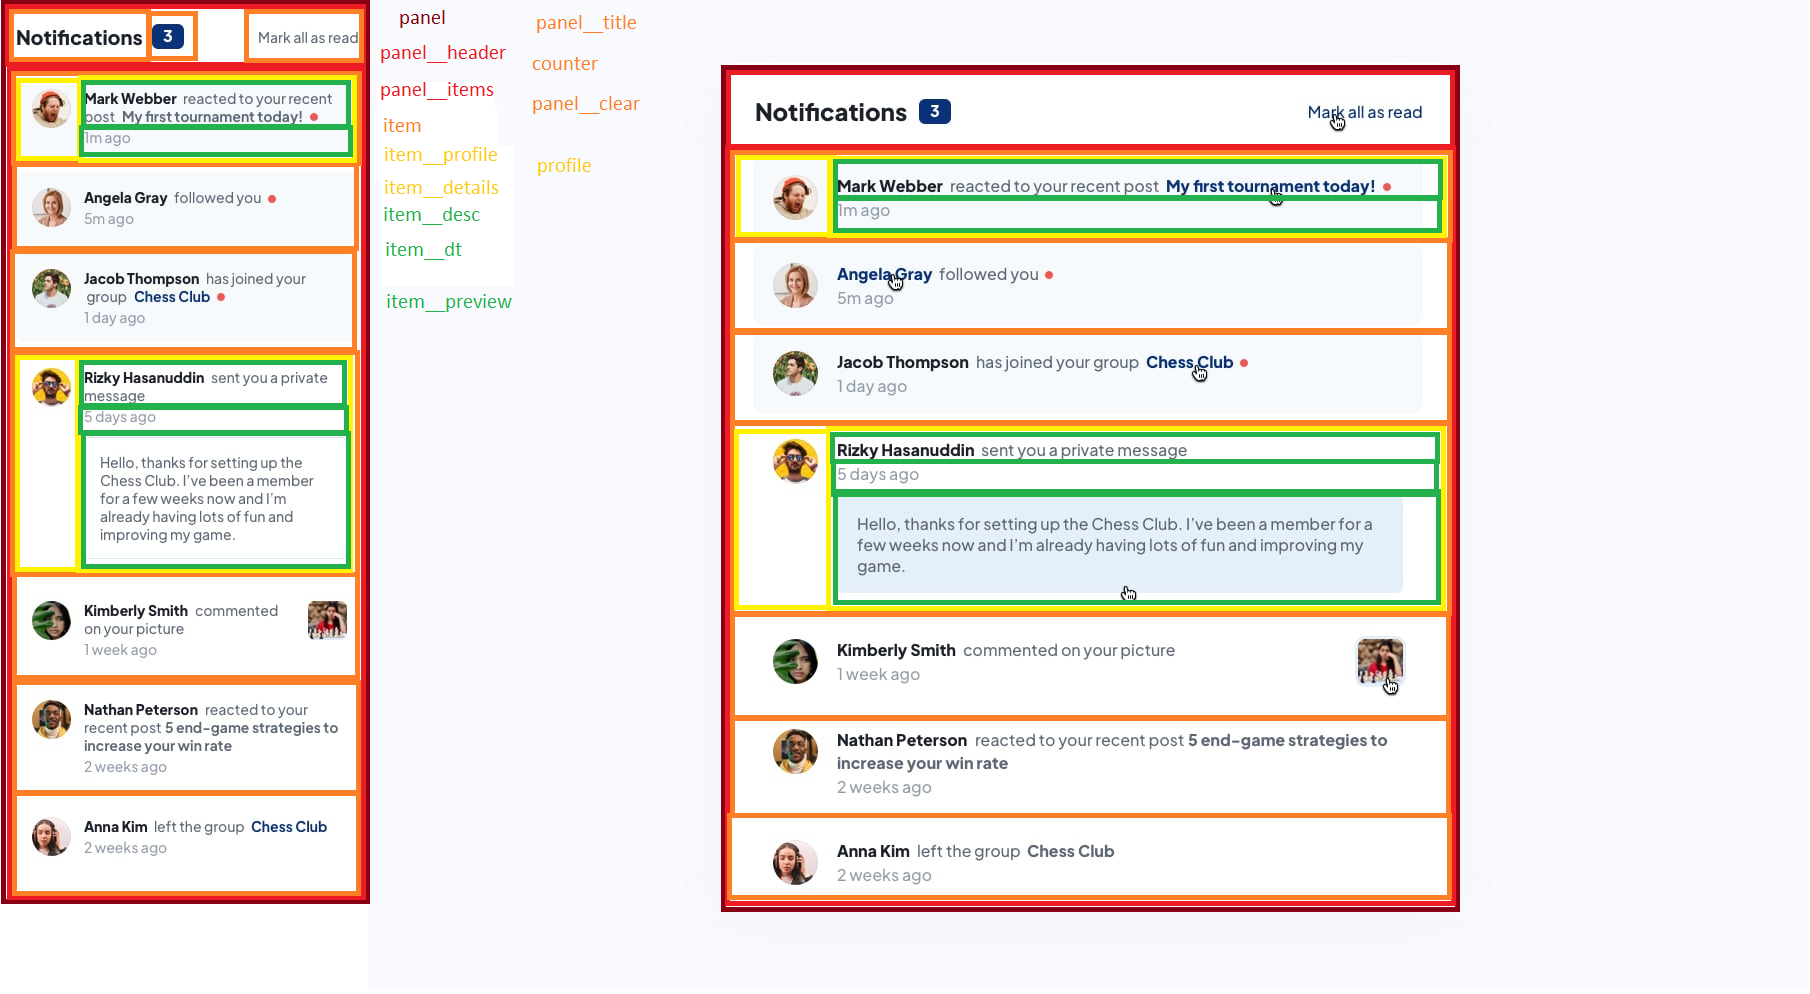 Notifications 3 Mark all as read
Mark Webber reacted to your recent
post My first tournament today!
1m ago
Angela Gray followed you
5m ago
Jacob Thompson has joined your
group Chess Club
1 day ago
Rizky Hasanuddin sent you a private
message
5 days ago
Hello, thanks for setting up the
Chess Club. I've been a member
for a few weeks now and I'm
already having lots of fun and
improving my game.
Kimberly Smith commented
on your picture
1 week ago
Nathan Peterson reacted to your
recent post 5 end-game strategies to
increase your win rate
2 weeks ago
Anna Kim left the group Chess Club
2 weeks ago
panel
panel__header
panel__items
item
item__profile
item__details
item__desc
item__dt
item__preview
panel__title
counter
panel__clear
profile
Notifications 3 Mark all as read
Mark Webber reacted to your recent post My first tournament today!
1m ago
Angela Gray followed you
5m ago
Jacob Thompson has joined your group Chess Club
1 day ago
Rizky Hasanuddin sent you a private message
5 days ago
Hello, thanks for setting up the Chess Club. I've been a member for a
few weeks now and I'm already having lots of fun and improving my
game.
Kimberly Smith commented on your picture
1 week ago
Nathan Peterson reacted to your recent post 5 end-game strategies to
increase your win rate
2 weeks ago
Anna Kim left the group Chess Club
2 weeks ago